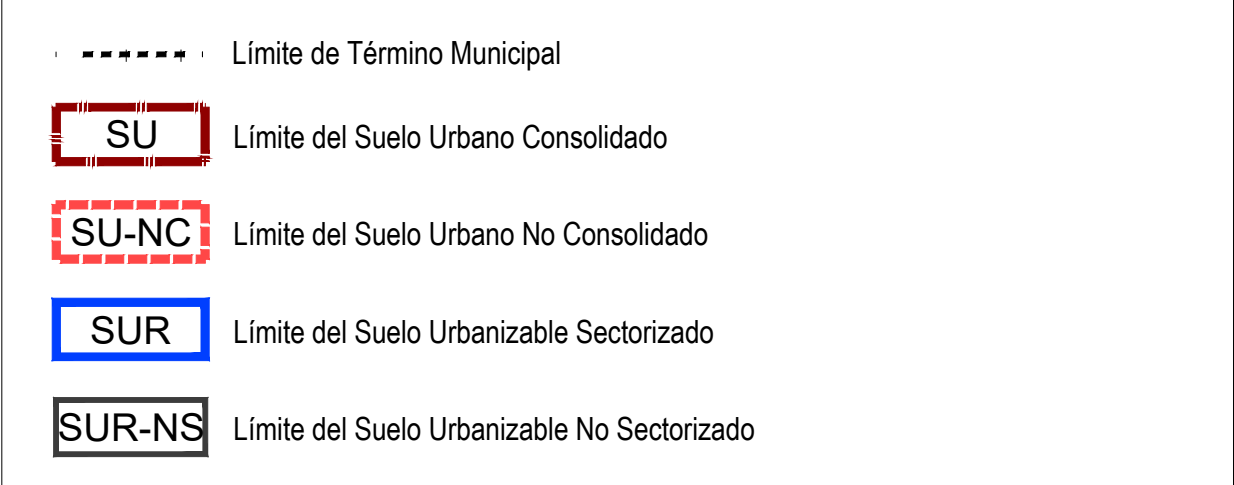 Límite de Término Municipal
SU Límite del Suelo Urbano Consolidado
SU-NC Límite del Suelo Urbano No Consolidado
SUR Límite del Suelo Urbanizable Sectorizado
SUR-NS Límite del Suelo Urbanizable No Sectorizado